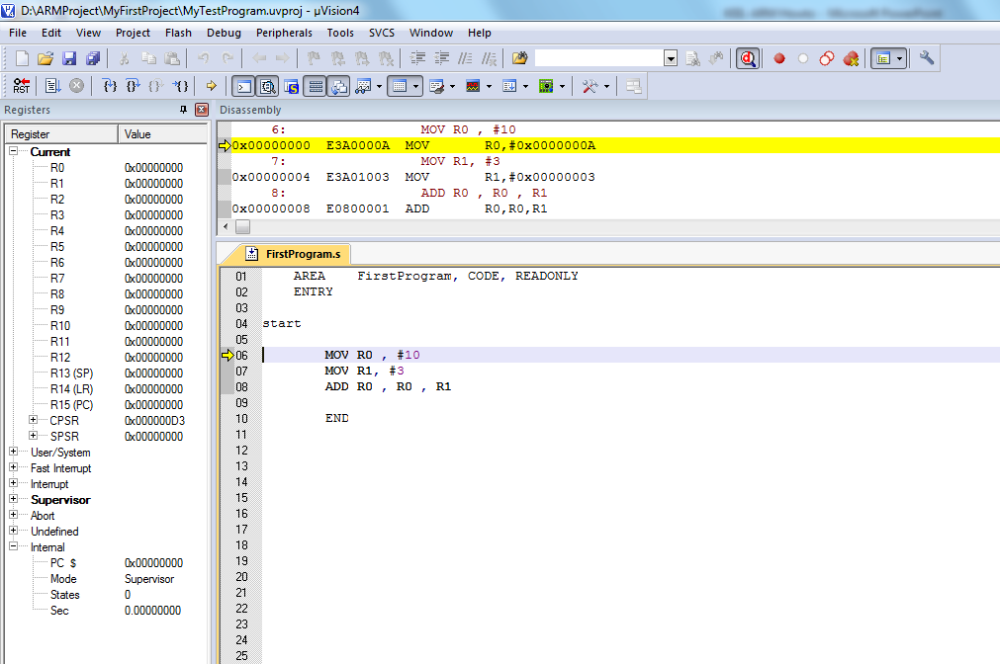 D:\ARMProject\MyFirstProject\MyTestProgram.uvproj - µVision4
File Edit View Project Flash Debug Peripherals Tools SVCS Window Help
RST
Registers
Register Value
Current
R0 0x00000000
R1 0x00000000
R2 0x00000000
R3 0x00000000
R4 0x00000000
R5 0x00000000
R6 0x00000000
R7 0x00000000
R8 0x00000000
R9 0x00000000
R10 0x00000000
R11 0x00000000
R12 0x00000000
R13 (SP) 0x00000000
R14 (LR) 0x00000000
R15 (PC) 0x00000000
CPSR 0x000000D3
SPSR 0x00000000
User/System
Fast Interrupt
Interrupt
Supervisor
Abort
Undefined
Internal
PC $ 0x00000000
Mode Supervisor
States 0
Sec 0.00000000
Disassembly
6: MOV R0 , #10
0x00000000 E3A0000A MOV R0,#0x0000000A
7: MOV R1, #3
0x00000004 E3A01003 MOV R1,#0x00000003
8: ADD R0 , R0 , R1
0x00000008 E0800001 ADD R0,R0,R1
FirstProgram.s
01 AREA FirstProgram, CODE, READONLY
02 ENTRY
03
04 start
05
06 MOV R0 , #10
07 MOV R1, #3
08 ADD R0 , R0 , R1
09
10 END
11
12
13
14
15
16
17
18
19
20
21
22
23
24
25